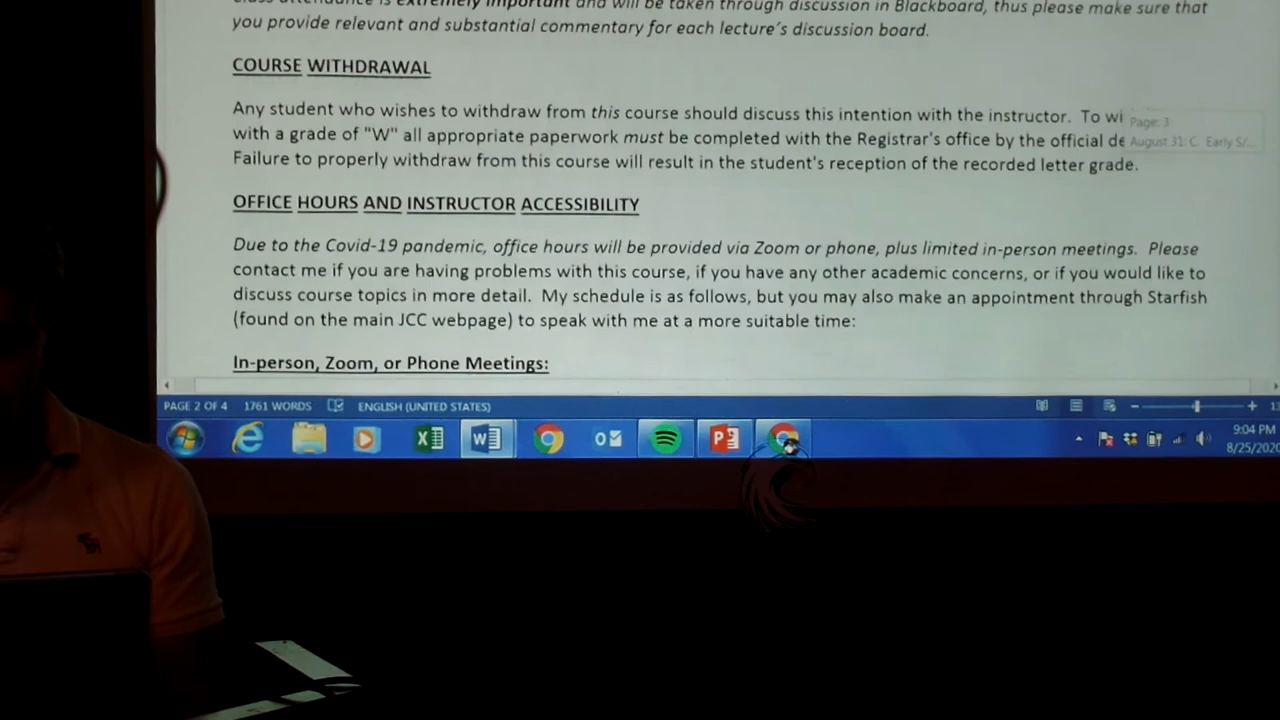 extremely important and will be taken through discussion in Blackboard, thus please make sure that
you provide relevant and substantial commentary for each lecture's discussion board.
COURSE WITHDRAWAL
Any student who wishes to withdraw from this course should discuss this intention with the instructor. To wi
Page: 3
with a grade of "W" all appropriate paperwork must be completed with the Registrar's office by the official de
August 31: C. Early S/...
Failure to properly withdraw from this course will result in the student's reception of the recorded letter grade.
OFFICE HOURS AND INSTRUCTOR ACCESSIBILITY
Due to the Covid-19 pandemic, office hours will be provided via Zoom or phone, plus limited in-person meetings. Please
contact me if you are having problems with this course, if you have any other academic concerns, or if you would like to
discuss course topics in more detail. My schedule is as follows, but you may also make an appointment through Starfish
(found on the main JCC webpage) to speak with me at a more suitable time:
In-person, Zoom, or Phone Meetings:
PAGE 2 OF 4 1761 WORDS ENGLISH (UNITED STATES)
9:04 PM
8/25/2020